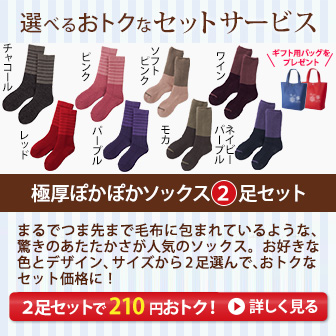 選べるおトクなセットサービス
チャコール
ピンク
ソフト
ピンク
ワイン
ギフト用バッグを
プレゼント
レッド
パープル
モカ
ネイビー
パープル
極厚ぽかぽかソックス②足セット
まるでつま先まで毛布に包まれているような、
驚きのあたたかさが人気のソックス。お好きな
色とデザイン、サイズから2足選んで、おトクな
セット価格に！
2足セットで210円おトク！
詳しく見る